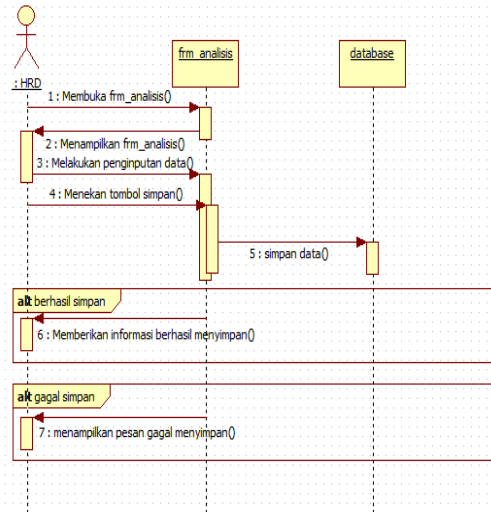 frm_analisis
database
: HRD
1 : Membuka frm_analisis()
2 : Menampilkan frm_analisis()
3 : Melakukan penginputan data()
4 : Menekan tombol simpan()
5 : simpan data()
alt berhasil simpan
6 : Memberikan informasi berhasil menyimpan()
alt gagal simpan
7 : menampilkan pesan gagal menyimpan()